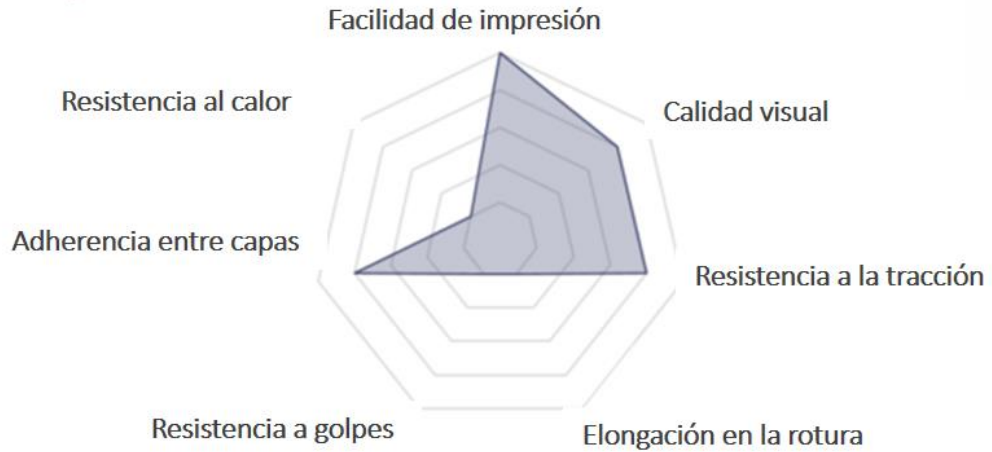 Facilidad de impresión
Resistencia al calor
Calidad visual
Adherencia entre capas
Resistencia a la tracción
Resistencia a golpes
Elongación en la rotura